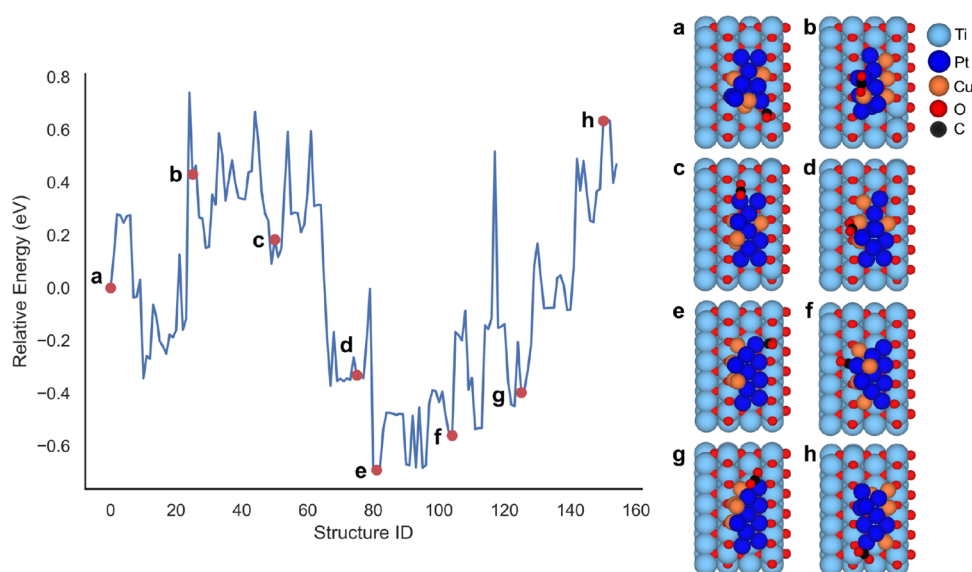 0.8
0.6
0.4
0.2
0.0
−0.2
−0.4
−0.6
Relative Energy (eV)
0 20 40 60 80 100 120 140 160
Structure ID
a
b
c
d
e
f
g
h
a b
c d
e f
g h
Ti
Pt
Cu
O
C